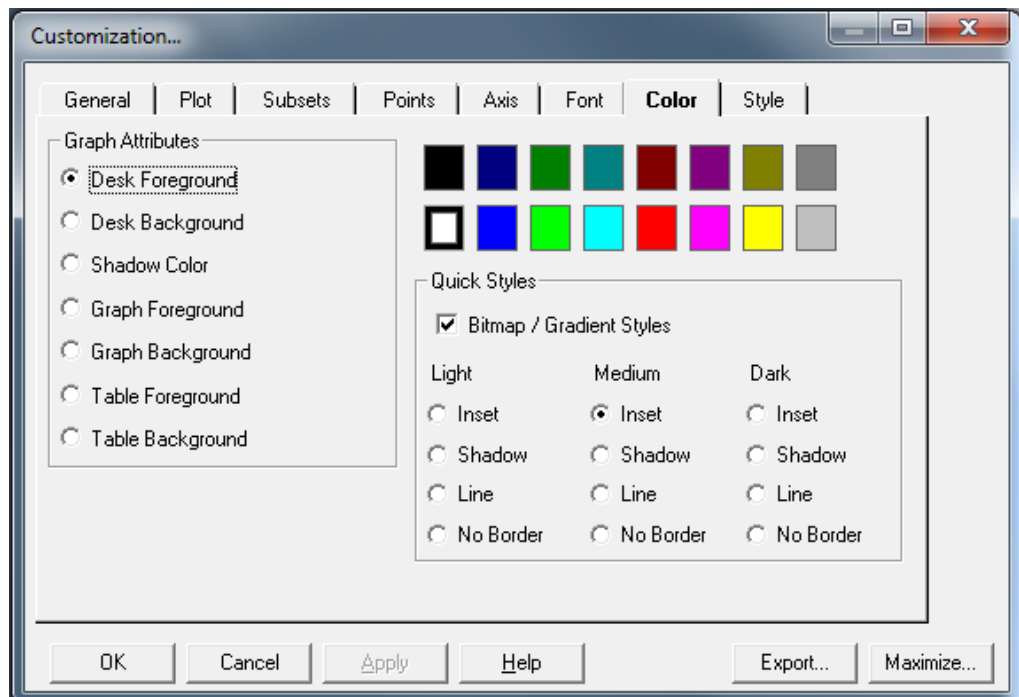 Customization...
General Plot Subsets Points Axis Font Color Style
Graph Attributes
Desk Foreground
Desk Background
Shadow Color
Graph Foreground
Graph Background
Table Foreground
Table Background
Quick Styles
Bitmap / Gradient Styles
Light Medium Dark
Inset Inset Inset
Shadow Shadow Shadow
Line Line Line
No Border No Border No Border
OK Cancel Apply Help Export... Maximize...